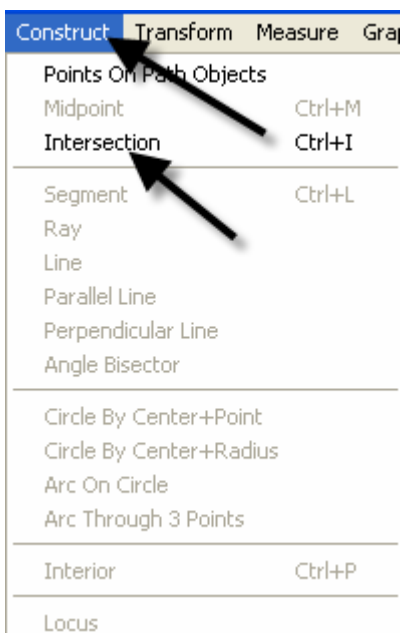 Construct Transform Measure Gra
Points On Path Objects
Midpoint Ctrl+M
Intersection Ctrl+I
Segment Ctrl+L
Ray
Line
Parallel Line
Perpendicular Line
Angle Bisector
Circle By Center+Point
Circle By Center+Radius
Arc On Circle
Arc Through 3 Points
Interior Ctrl+P
Locus